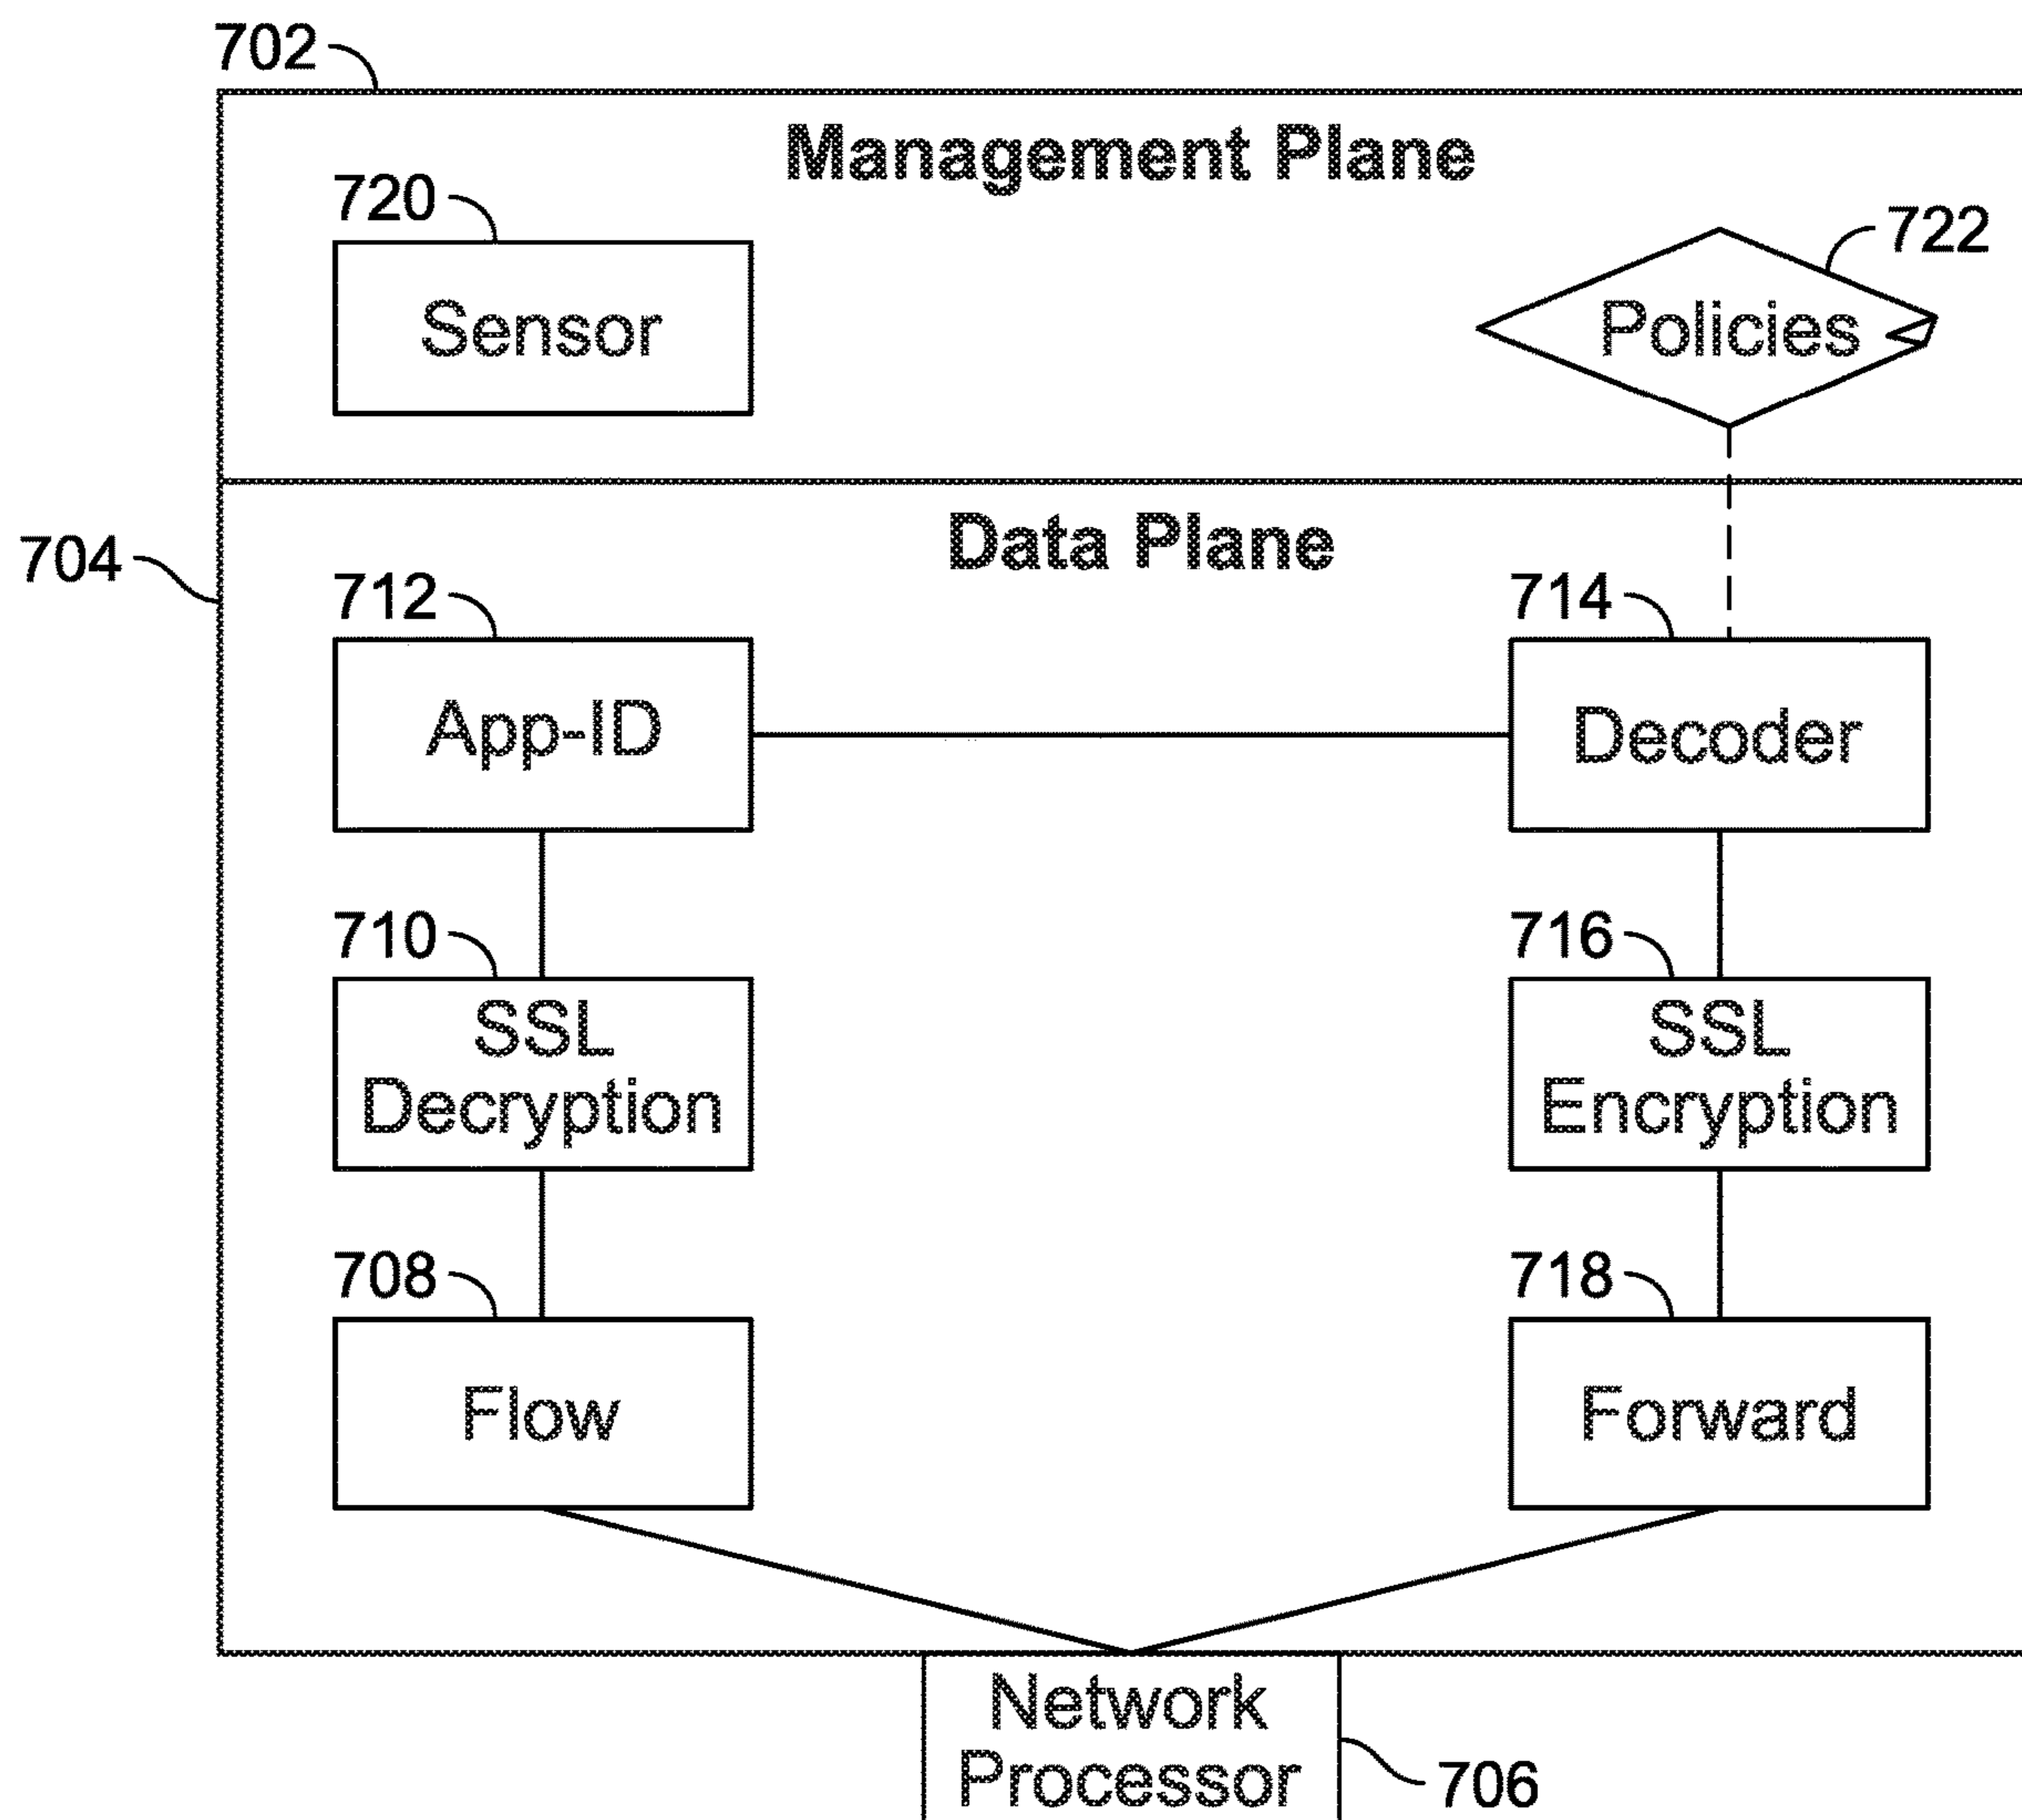 702
Management Plane
720
722
Sensor
Policies
704
Data Plane
712
714
App-ID
Decoder
710
716
SSL
Decryption
SSL
Encryption
708
718
Flow
Forward
Network
Processor
706